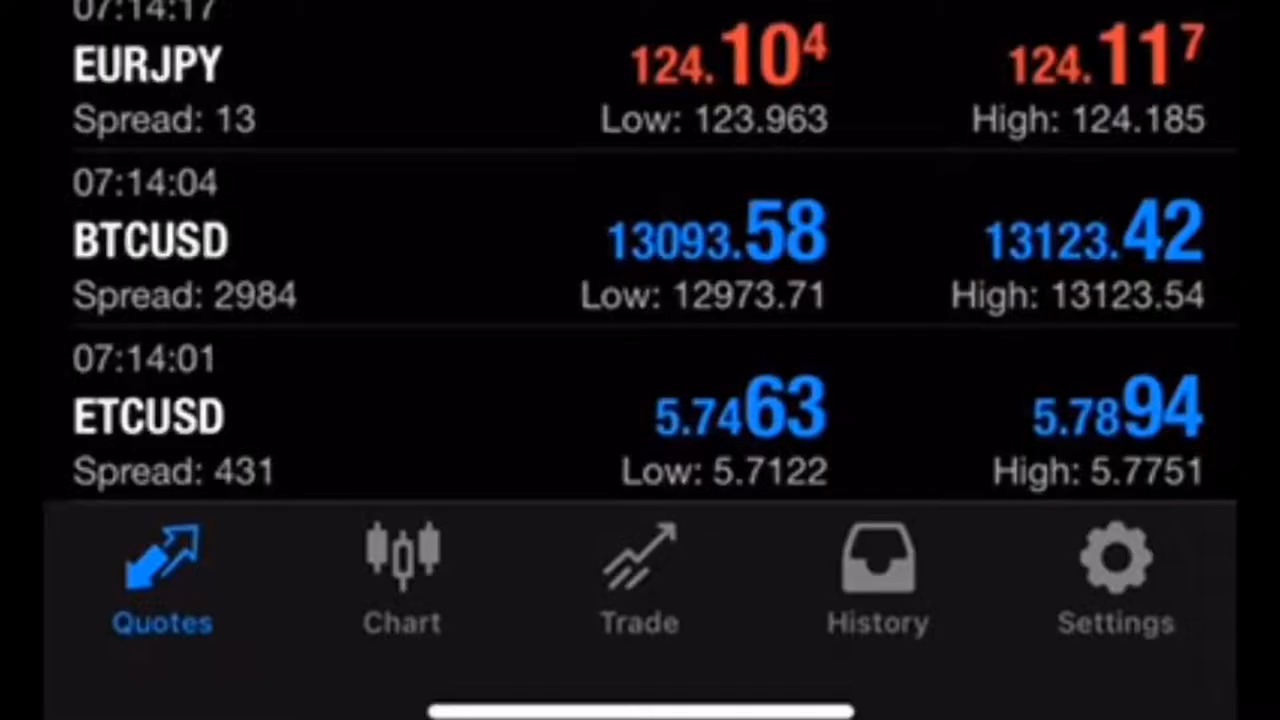 07:14:17
EURJPY 124.104 124.117
Spread: 13 Low: 123.963 High: 124.185
07:14:04
BTCUSD 13093.58 13123.42
Spread: 2984 Low: 12973.71 High: 13123.54
07:14:01
ETCUSD 5.7463 5.7894
Spread: 431 Low: 5.7122 High: 5.7751
Quotes Chart Trade History Settings